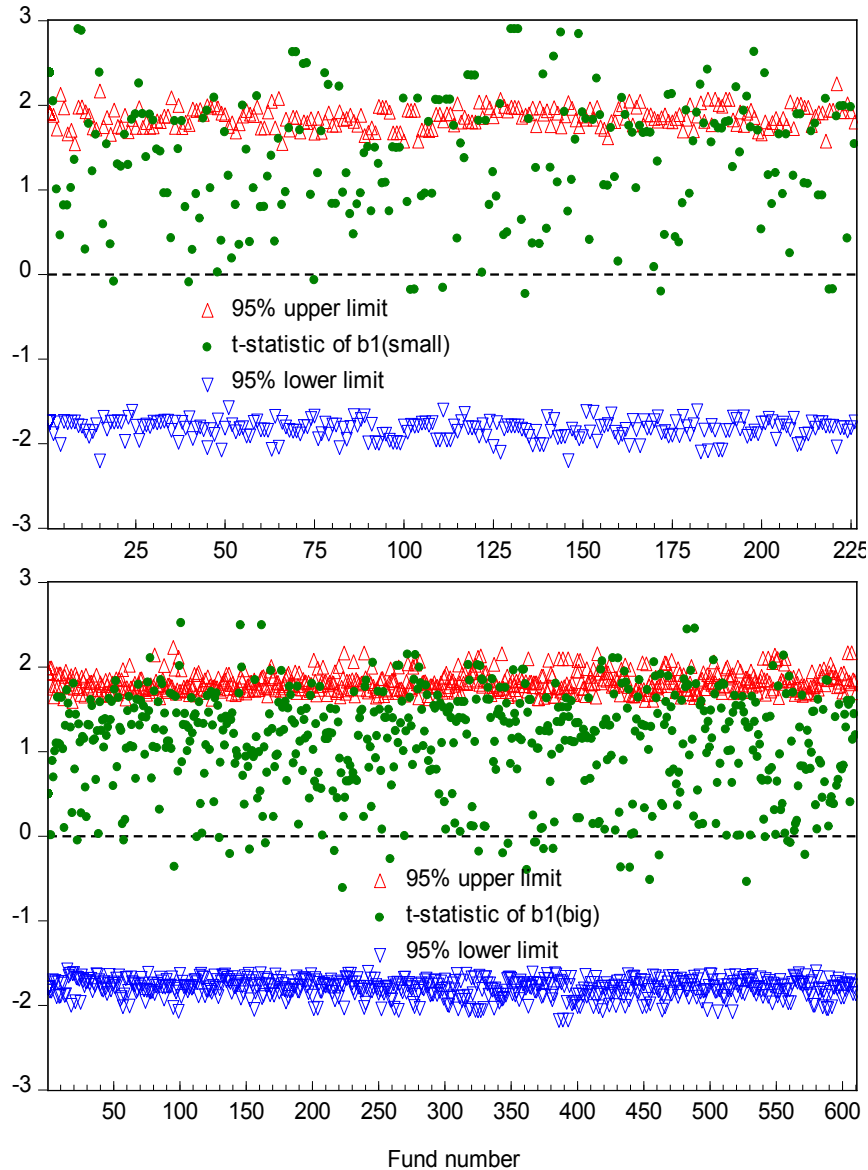 3
2
1
0
-1
-2
-3
95% upper limit
t-statistic of b1(small)
95% lower limit
25 50 75 100 125 150 175 200 225
3
2
1
0
-1
-2
-3
95% upper limit
t-statistic of b1(big)
95% lower limit
50 100 150 200 250 300 350 400 450 500 550 600
Fund number